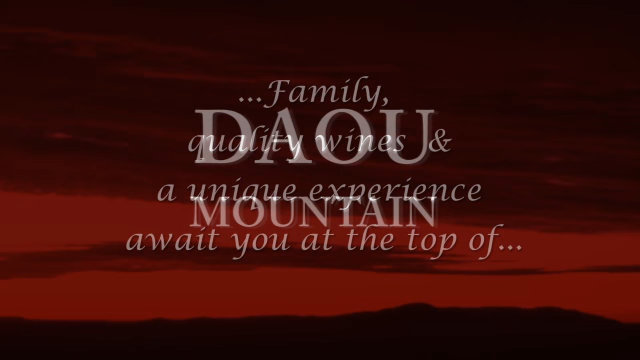 ...Family,
DAOU
quality wines &
a unique experience
MOUNTAIN
await you at the top of...